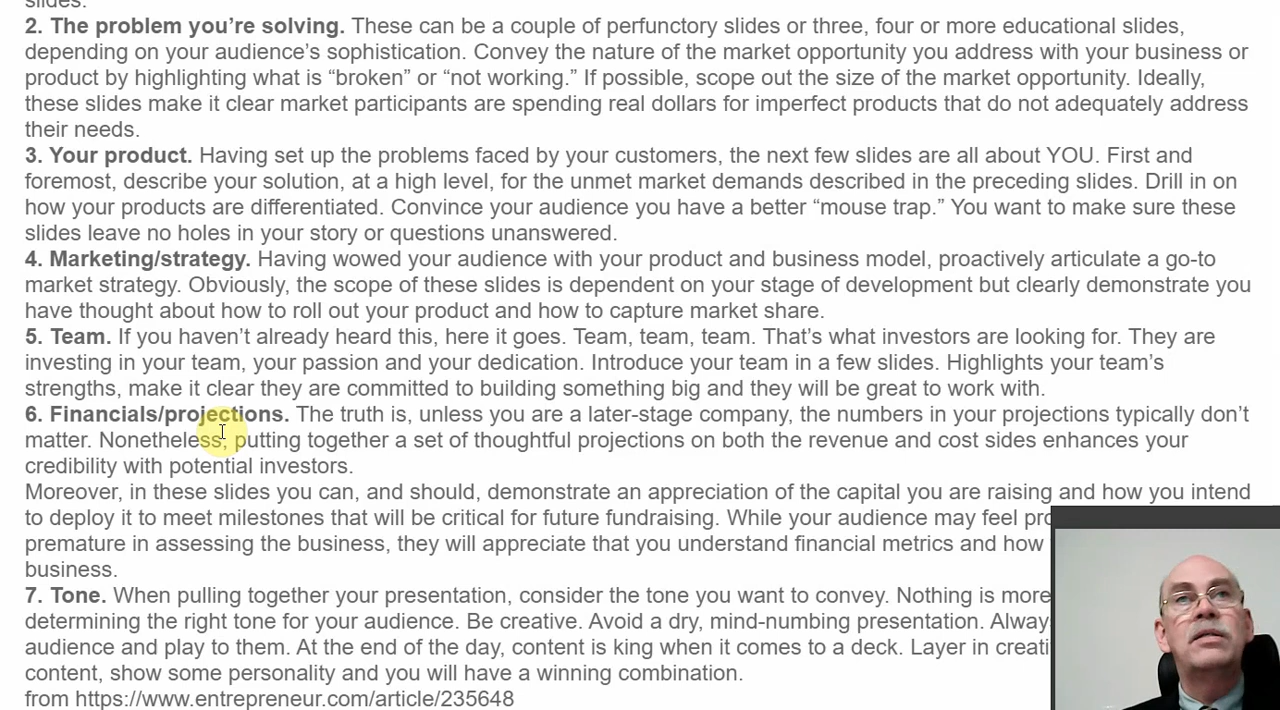 slides.
2. The problem you’re solving. These can be a couple of perfunctory slides or three, four or more educational slides,
depending on your audience’s sophistication. Convey the nature of the market opportunity you address with your business or
product by highlighting what is “broken” or “not working.” If possible, scope out the size of the market opportunity. Ideally,
these slides make it clear market participants are spending real dollars for imperfect products that do not adequately address
their needs.
3. Your product. Having set up the problems faced by your customers, the next few slides are all about YOU. First and
foremost, describe your solution, at a high level, for the unmet market demands described in the preceding slides. Drill in on
how your products are differentiated. Convince your audience you have a better “mouse trap.” You want to make sure these
slides leave no holes in your story or questions unanswered.
4. Marketing/strategy. Having wowed your audience with your product and business model, proactively articulate a go-to
market strategy. Obviously, the scope of these slides is dependent on your stage of development but clearly demonstrate you
have thought about how to roll out your product and how to capture market share.
5. Team. If you haven’t already heard this, here it goes. Team, team, team. That’s what investors are looking for. They are
investing in your team, your passion and your dedication. Introduce your team in a few slides. Highlights your team’s
strengths, make it clear they are committed to building something big and they will be great to work with.
6. Financials/projections. The truth is, unless you are a later-stage company, the numbers in your projections typically don’t
matter. Nonetheless, putting together a set of thoughtful projections on both the revenue and cost sides enhances your
credibility with potential investors.
Moreover, in these slides you can, and should, demonstrate an appreciation of the capital you are raising and how you intend
to deploy it to meet milestones that will be critical for future fundraising. While your audience may feel
premature in assessing the business, they will appreciate that you understand financial metrics and how
business.
7. Tone. When pulling together your presentation, consider the tone you want to convey. Nothing is more
determining the right tone for your audience. Be creative. Avoid a dry, mind-numbing presentation.
audience and play to them. At the end of the day, content is king when it comes to a deck. Layer in
content, show some personality and you will have a winning combination.
from https://www.entrepreneur.com/article/235648